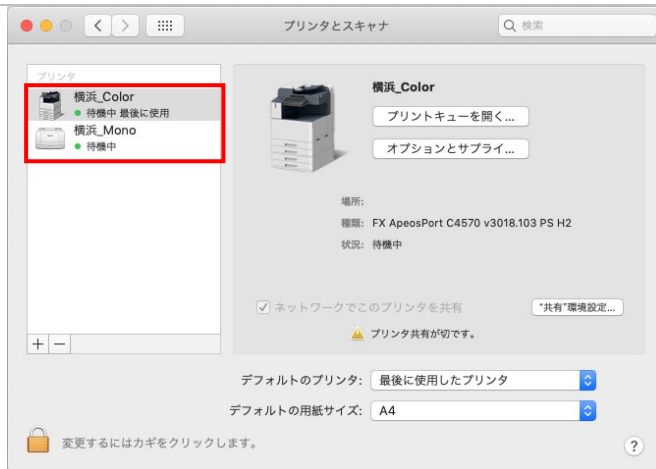 プリンタとスキャナ
検索
プリンタ
横浜_Color
待機中 最後に使用
横浜_Mono
待機中
横浜_Color
プリントキューを開く...
オプションとサプライ...
場所:
種類: FX ApeosPort C4570 v3018.103 PS H2
状況: 待機中
ネットワークでこのプリンタを共有
"共有"環境設定...
プリンタ共有が切です。
+ −
デフォルトのプリンタ: 最後に使用したプリンタ
デフォルトの用紙サイズ: A4
変更するにはカギをクリックします。
?